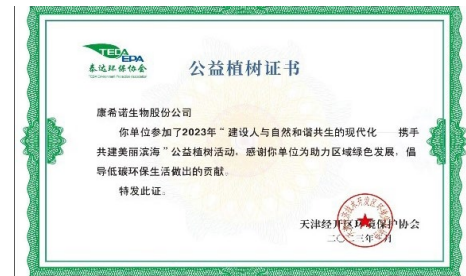 TEDA
EPA
泰达环保协会
公益植树证书
康希诺生物股份公司
你单位参加了2023年“建设人与自然和谐共生的现代化 携手
共建美丽滨海”公益植树活动，感谢你单位为助力区域绿色发展，倡
导低碳环保生活做出的贡献。
特发此证。
天津经开区环境保护协会